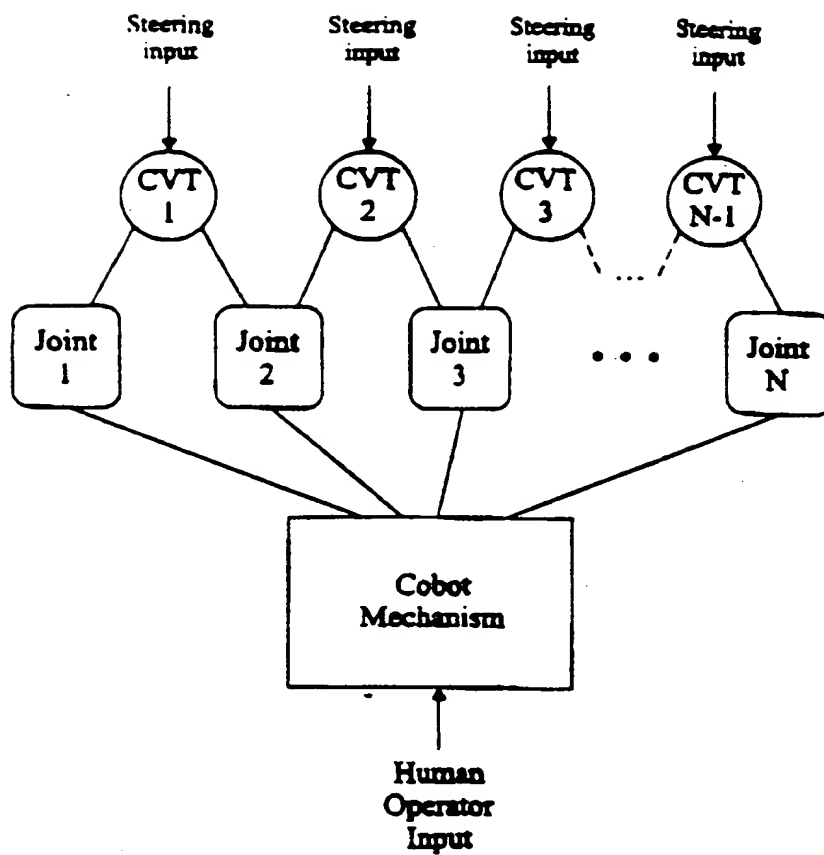 Steering
input
Steering
input
Steering
input
Steering
input
CVT
1
CVT
2
CVT
3
CVT
N-1
...
Joint
1
Joint
2
Joint
3
• • •
Joint
N
Cobot
Mechanism
Human
Operator
Input